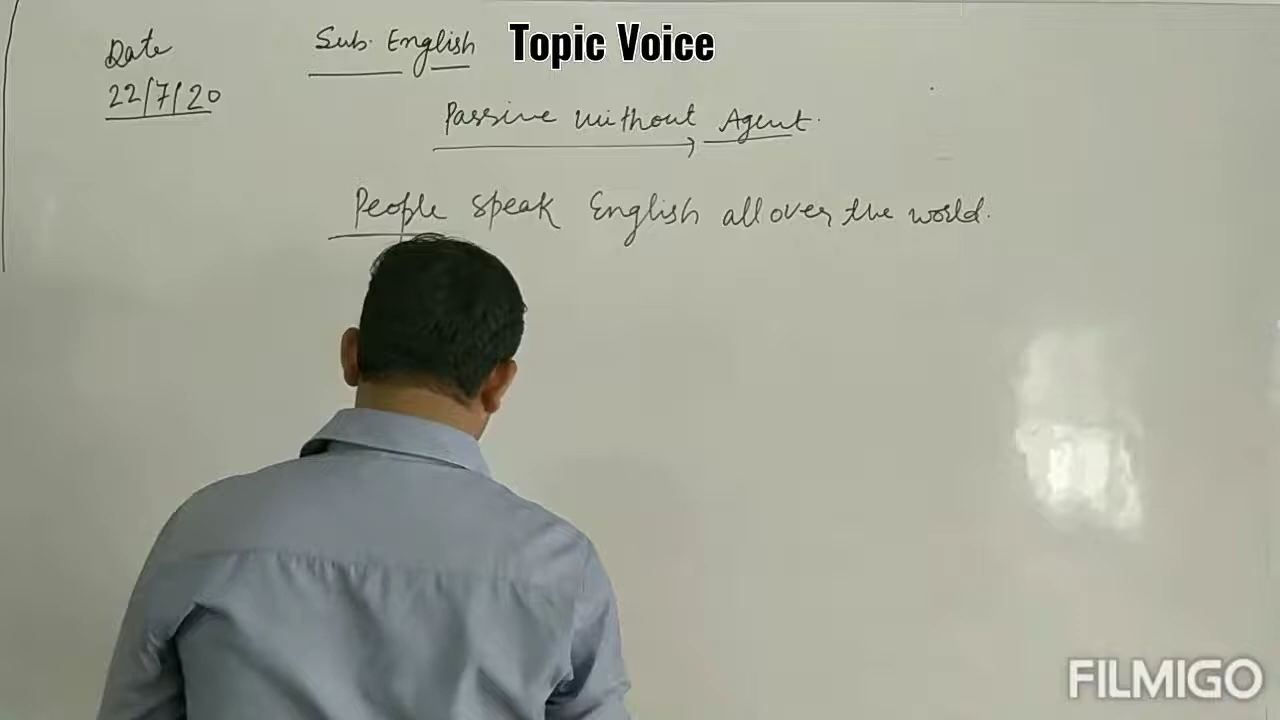 Date
22/7/20
Sub. English
Topic Voice
Passive without Agent.
People speak English all over the world.
FILMIGO